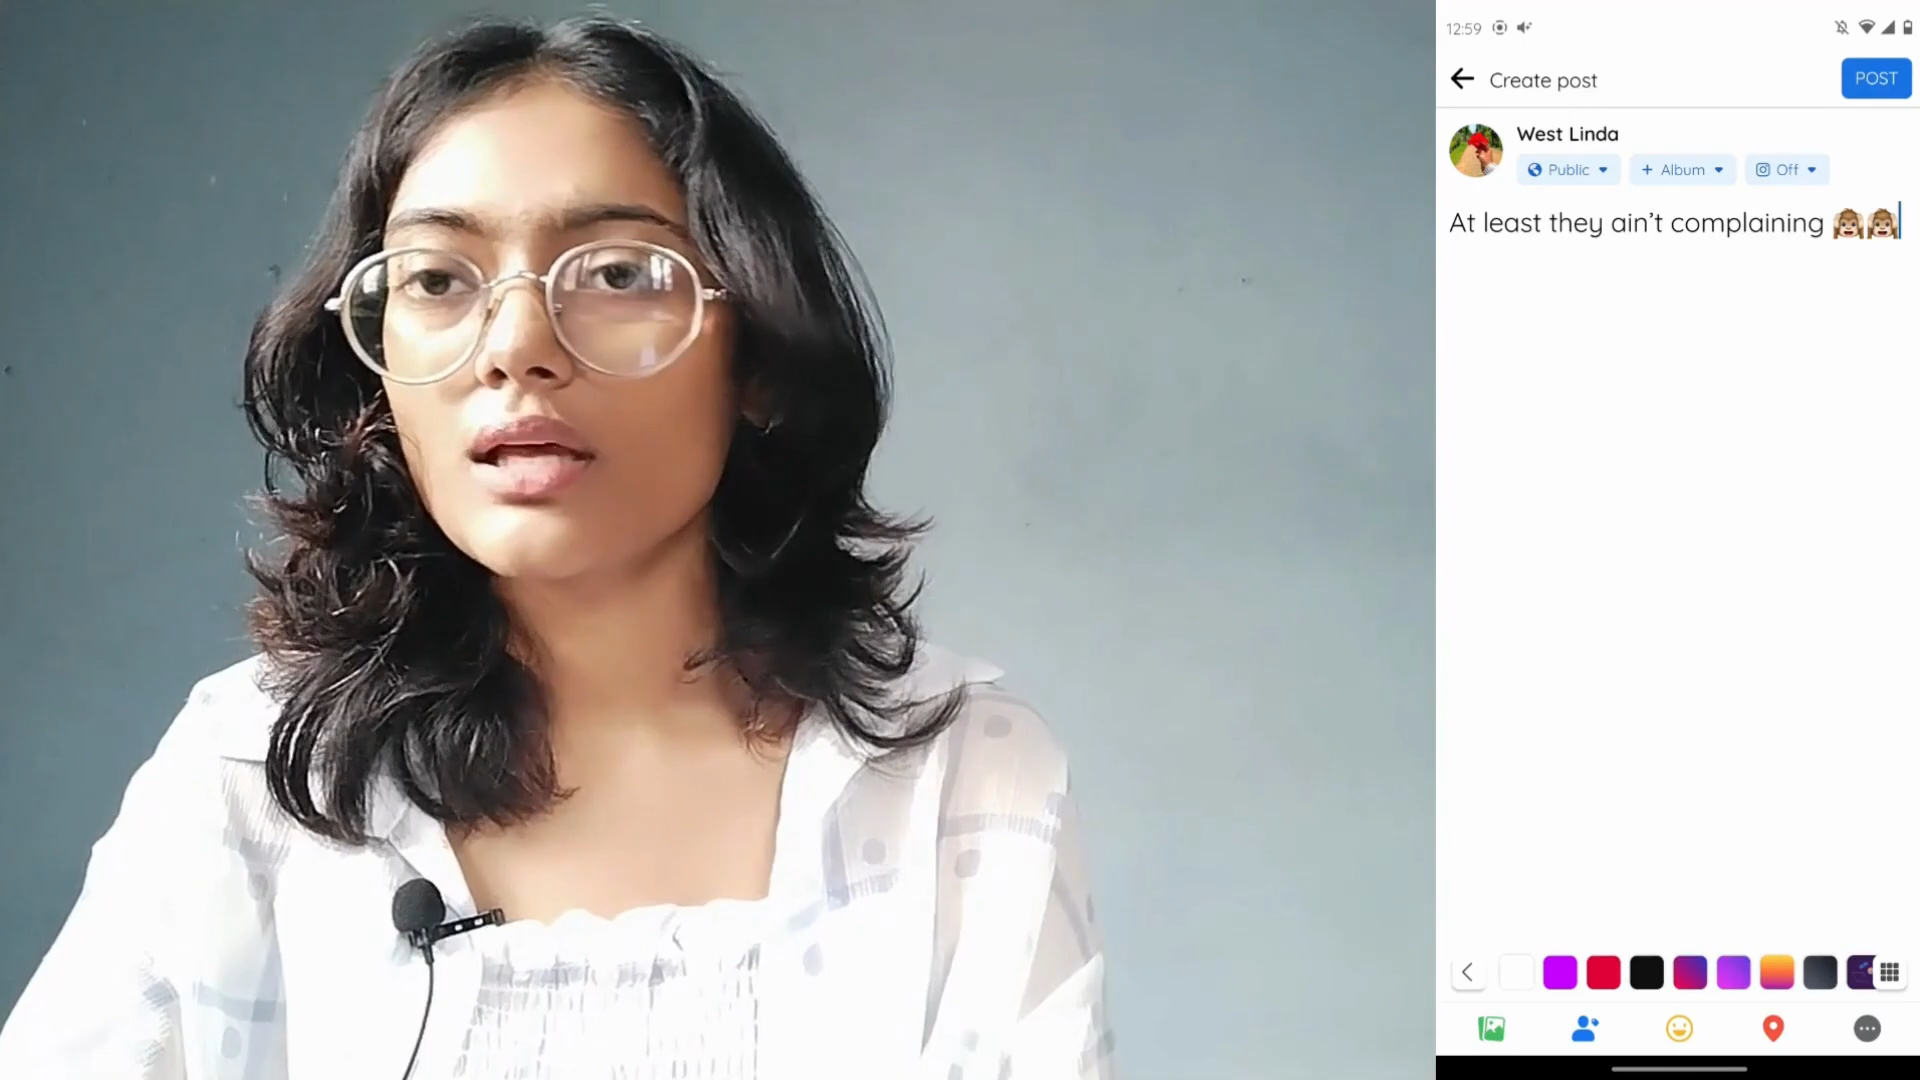 12:59
Create post
POST
West Linda
Public
+ Album
Off
At least they ain’t complaining 🙉🙉